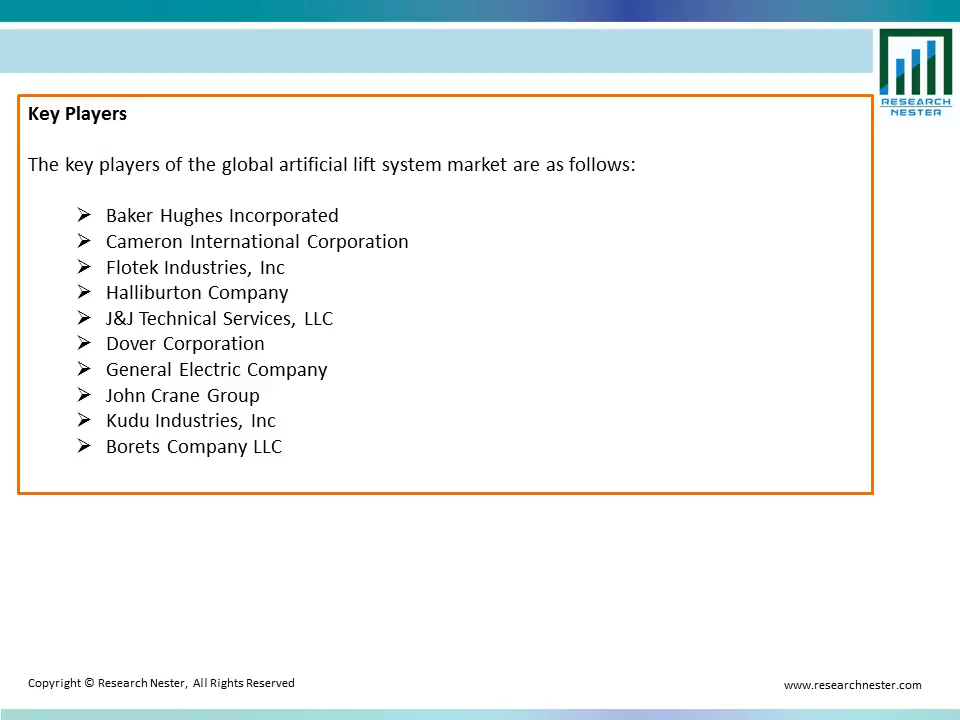 RESEARCH
NESTER
Key Players
The key players of the global artificial lift system market are as follows:
➢ Baker Hughes Incorporated
➢ Cameron International Corporation
➢ Flotek Industries, Inc
➢ Halliburton Company
➢ J&J Technical Services, LLC
➢ Dover Corporation
➢ General Electric Company
➢ John Crane Group
➢ Kudu Industries, Inc
➢ Borets Company LLC
Copyright © Research Nester, All Rights Reserved
www.researchnester.com